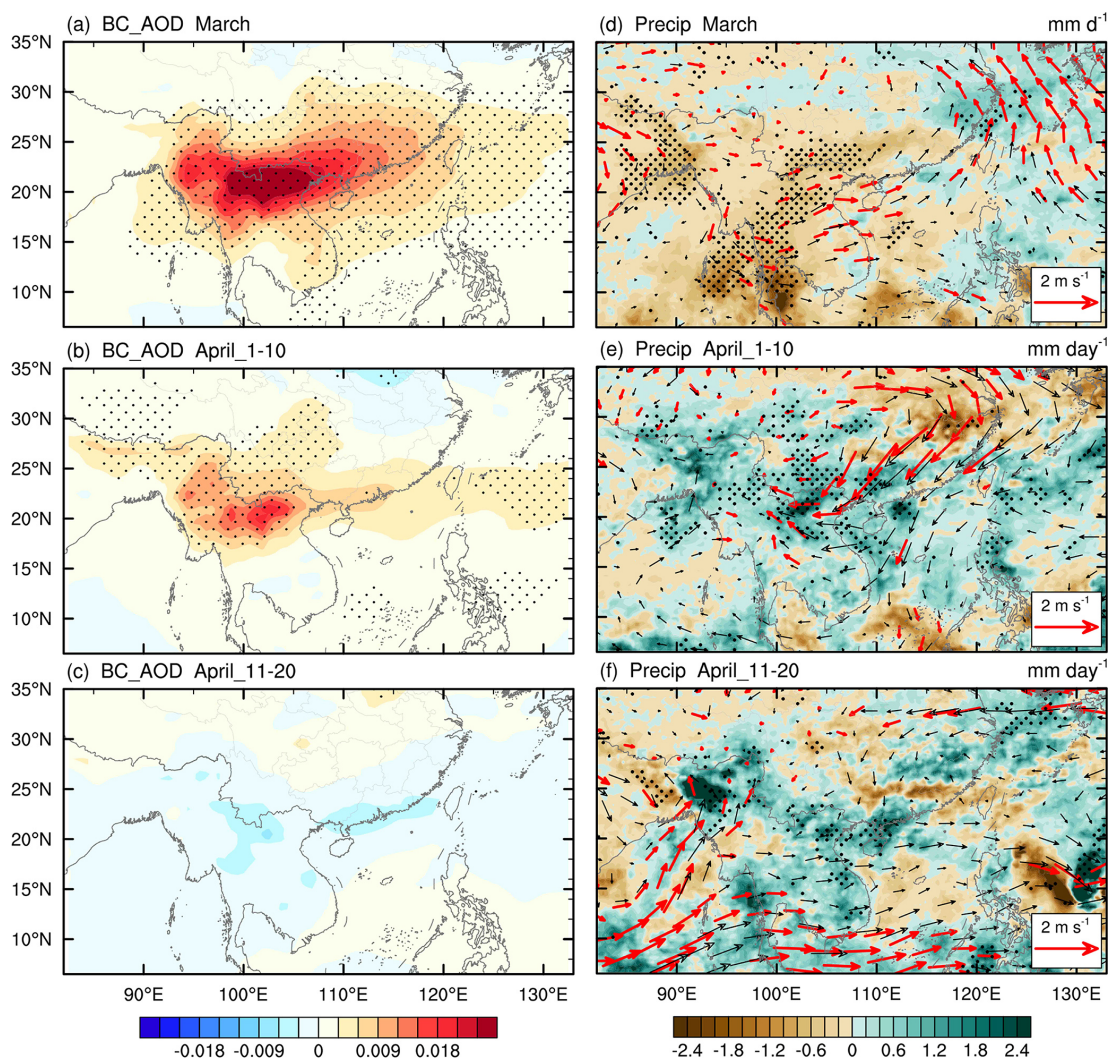 (a) BC_AOD March
35°N
30°N
25°N
20°N
15°N
10°N
(d) Precip March mm d-1
2 m s-1
(b) BC_AOD April_1-10
35°N
30°N
25°N
20°N
15°N
10°N
(e) Precip April_1-10 mm day-1
2 m s-1
(c) BC_AOD April_11-20
35°N
30°N
25°N
20°N
15°N
10°N
90°E 100°E 110°E 120°E 130°E
(f) Precip April_11-20 mm day-1
2 m s-1
90°E 100°E 110°E 120°E 130°E
-0.018 -0.009 0 0.009 0.018
-2.4 -1.8 -1.2 -0.6 0 0.6 1.2 1.8 2.4